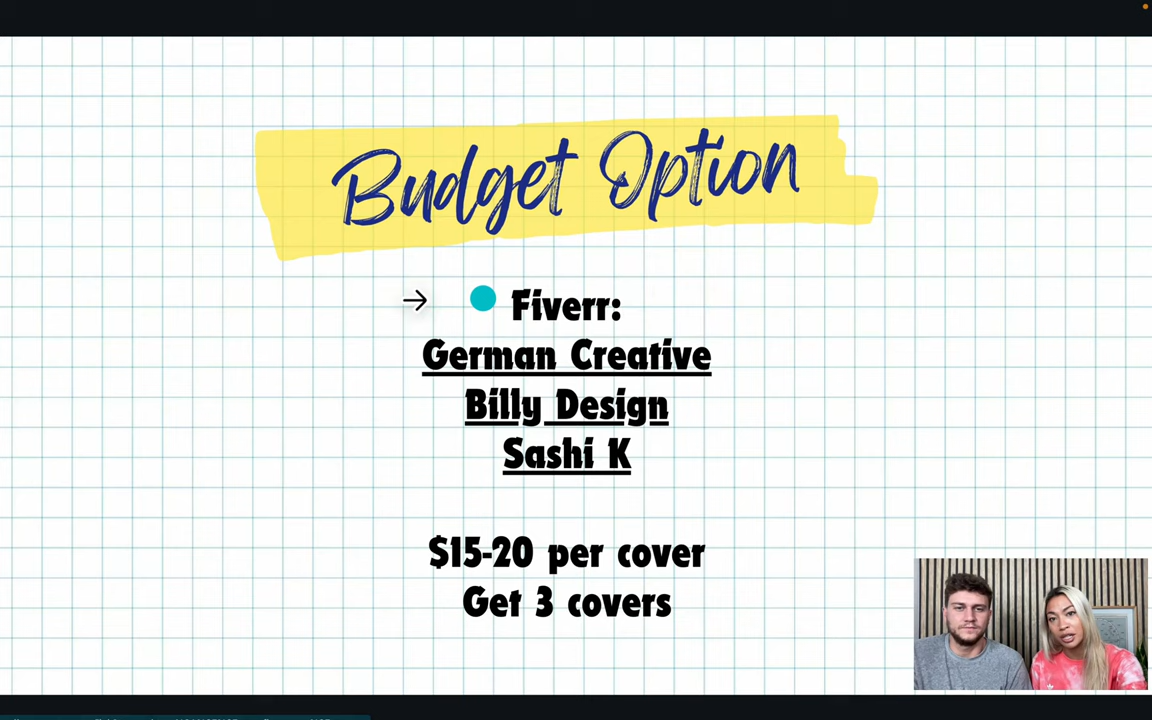 Budget Option
→ Fiverr:
German Creative
Billy Design
Sashi K
$15-20 per cover
Get 3 covers